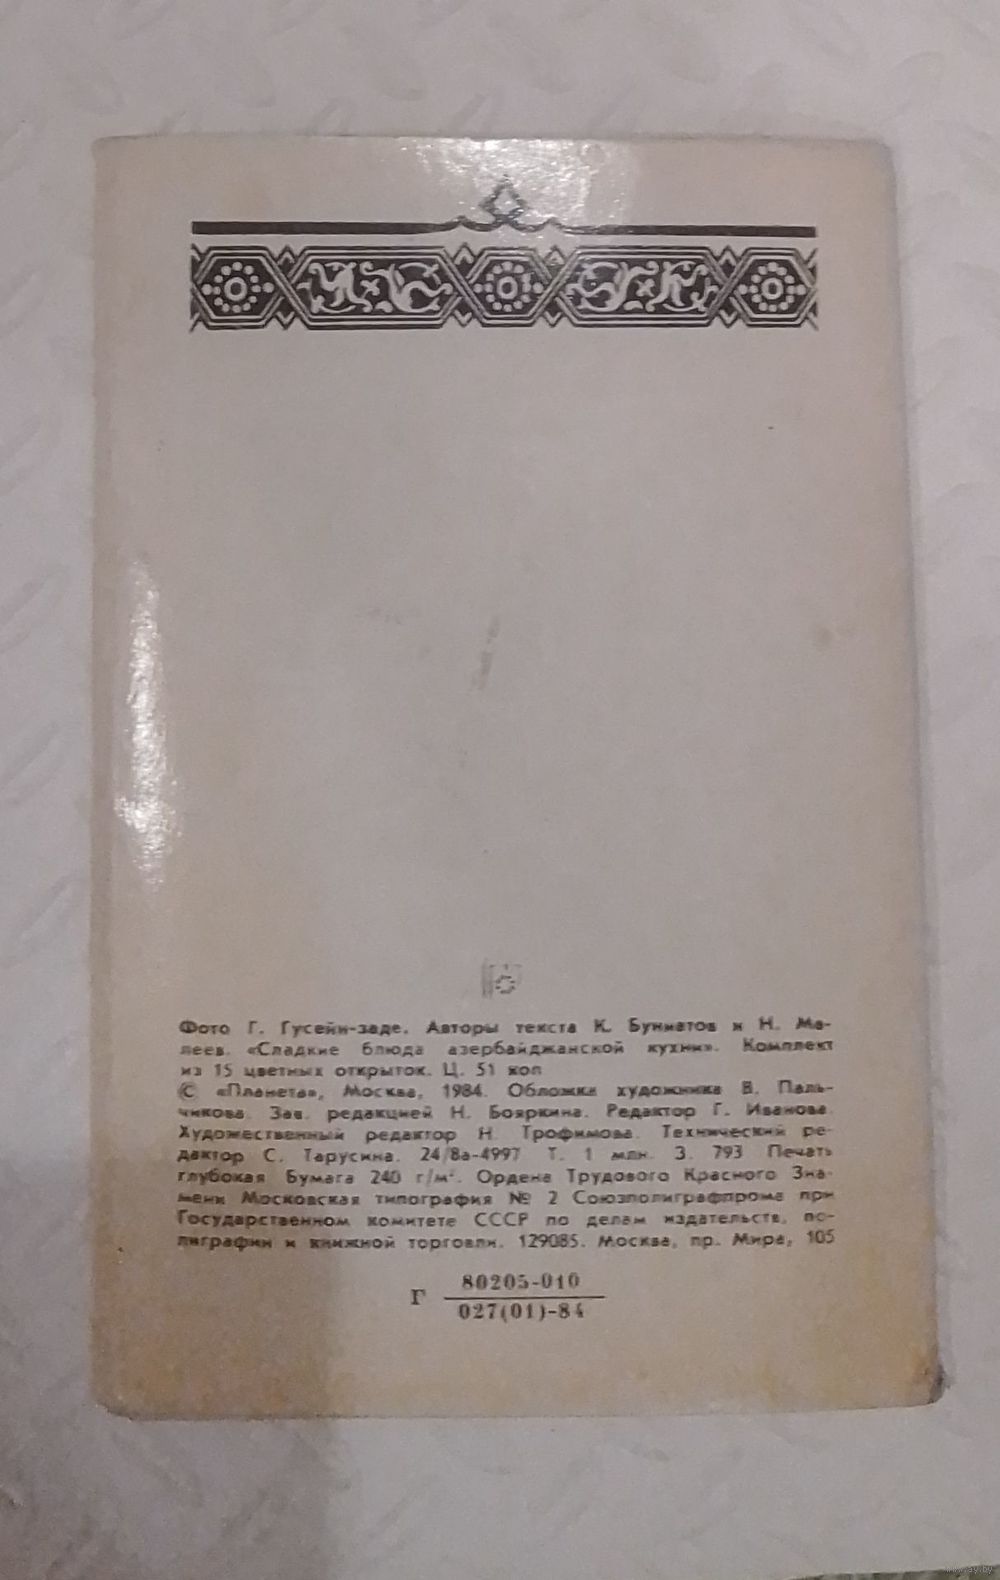 Фото Г. Гусейн-заде. Авторы текста К. Буниатов и Н. Ма-
леев. «Сладкие блюда азербайджанской кухни». Комплект
из 15 цветных открыток. Ц. 51 коп
© «Планета», Москва, 1984. Обложка художника В. Паль-
чикова. Зав. редакцией Н. Бояркина. Редактор Г. Иванова.
Художественный редактор Н. Трофимова. Технический ре-
дактор С. Тарусина. 24/8а-4997 Т. 1 млн. З. 793 Печать
глубокая Бумага 240 г/м². Ордена Трудового Красного Зна-
мени Московская типография № 2 Союзполиграфпрома при
Государственном комитете СССР по делам издательств, по-
лиграфии и книжной торговли. 129085. Москва, пр. Мира, 105
Г 80205-010
027(01)-84